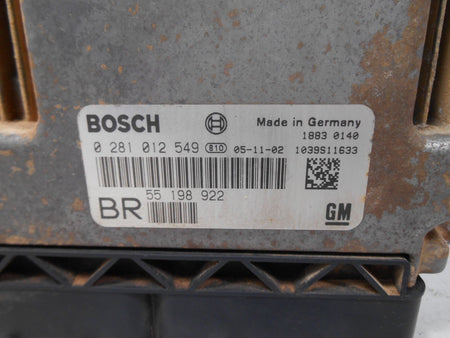 BOSCH
Made in Germany
1883 0140
0 281 012 549 810 05-11-02 1039S11633
55 198 922
BR
GM